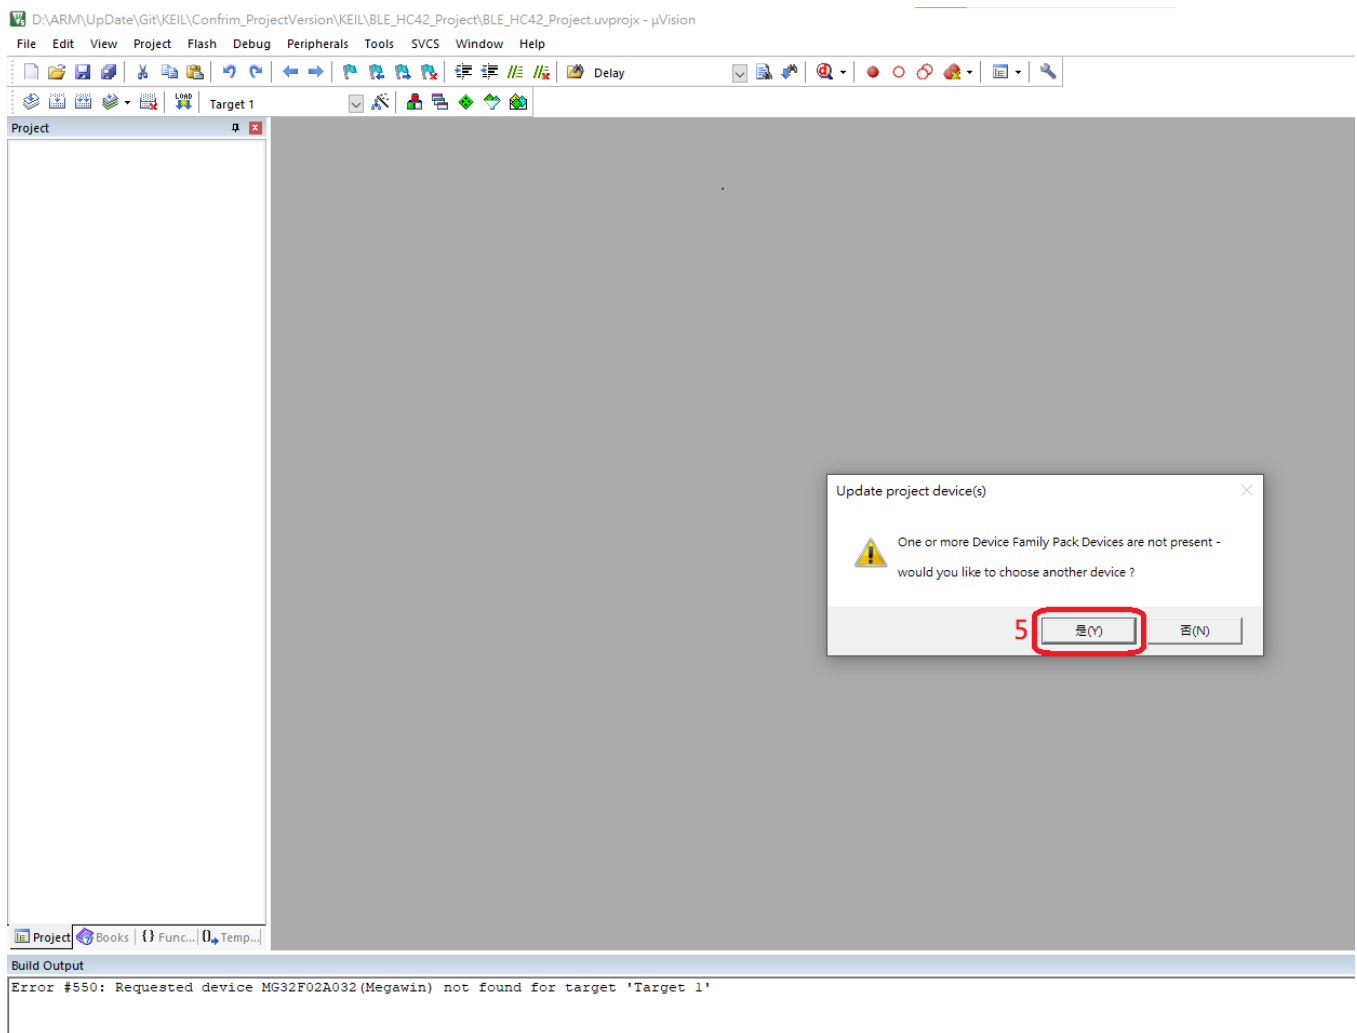 D:\ARM\UpDate\Git\KEIL\Confrim_ProjectVersion\KEIL\BLE_HC42_Project\BLE_HC42_Project.uvprojx - µVision
File Edit View Project Flash Debug Peripherals Tools SVCS Window Help
Delay
LOAD Target 1
Project
Update project device(s)
One or more Device Family Pack Devices are not present -
would you like to choose another device ?
5 是(Y) 否(N)
Project Books {} Func... Temp...
Build Output
Error #550: Requested device MG32F02A032(Megawin) not found for target 'Target 1'